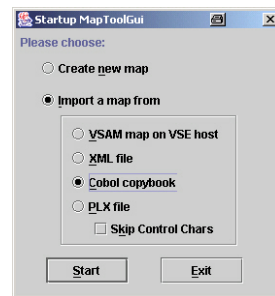 Startup MapToolGui
Please choose:
Create new map
Import a map from
VSAM map on VSE host
XML file
Cobol copybook
PLX file
Skip Control Chars
Start
Exit